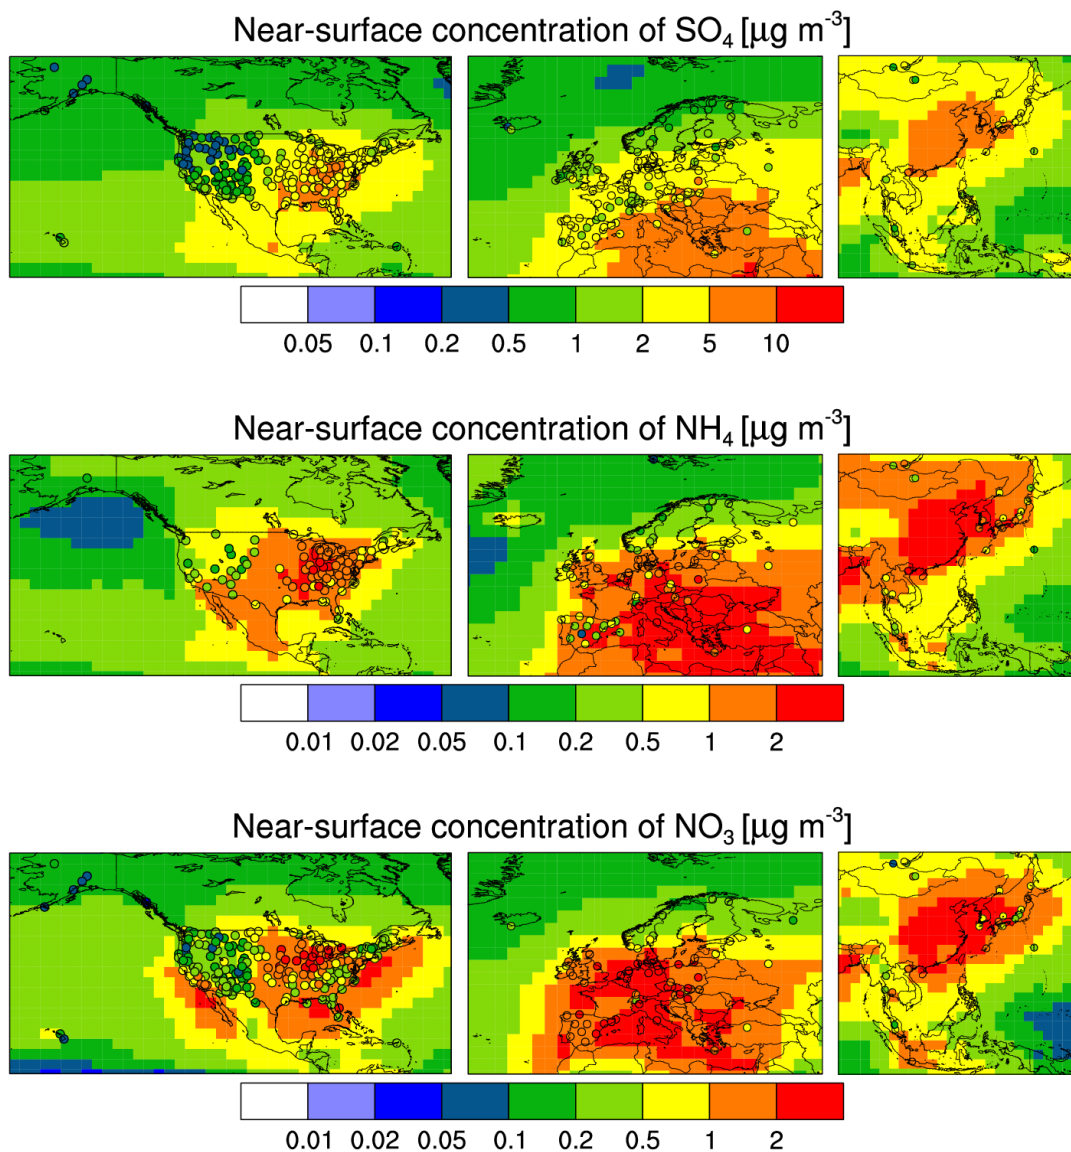 Near-surface concentration of SO₄ [μg m⁻³]
0.05 0.1 0.2 0.5 1 2 5 10
Near-surface concentration of NH₄ [μg m⁻³]
0.01 0.02 0.05 0.1 0.2 0.5 1 2
Near-surface concentration of NO₃ [μg m⁻³]
0.01 0.02 0.05 0.1 0.2 0.5 1 2